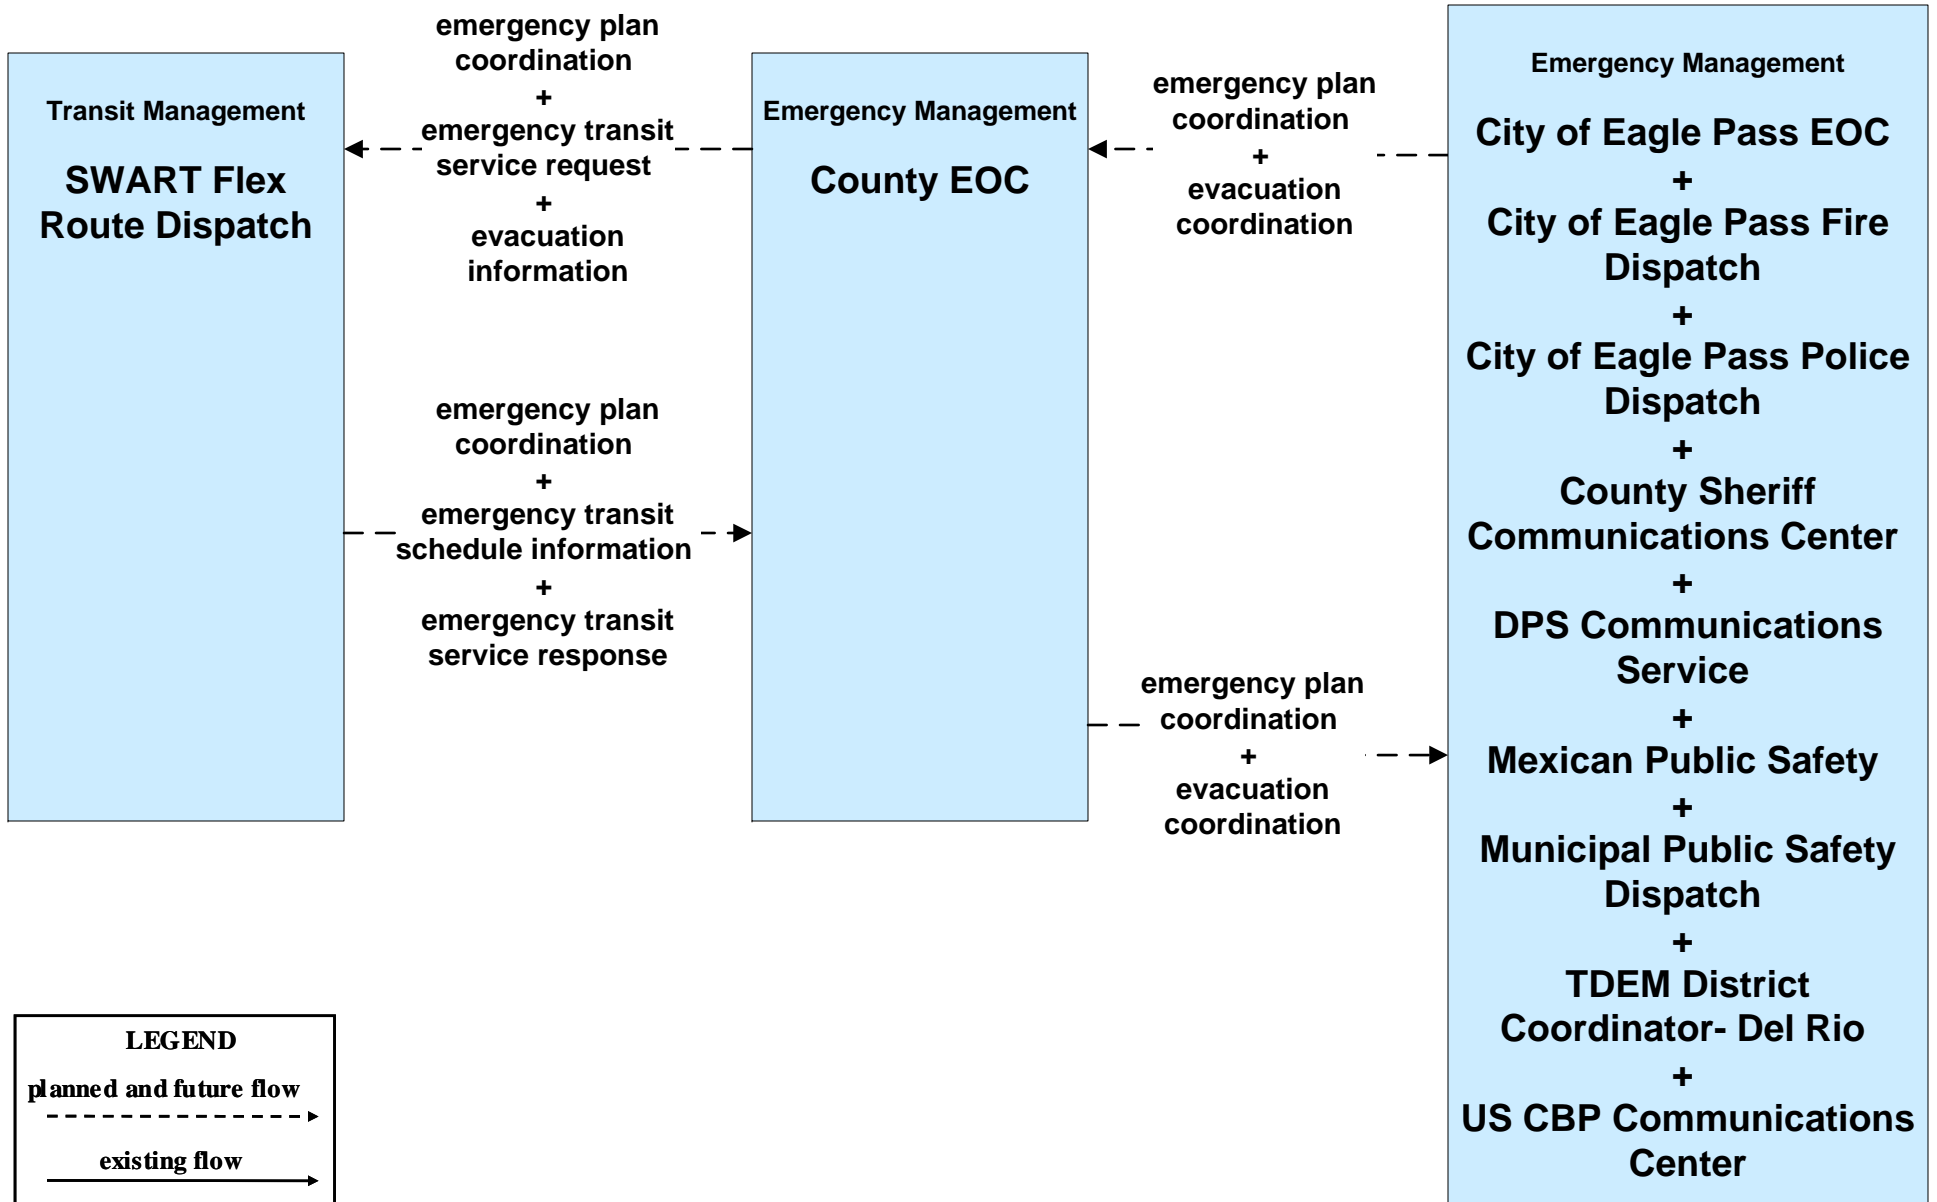 Transit Management
SWART Flex
Route Dispatch
emergency plan
coordination
+
emergency transit
service request
+
evacuation
information
emergency plan
coordination
+
emergency transit
schedule information
+
emergency transit
service response
Emergency Management
County EOC
emergency plan
coordination
+
evacuation
coordination
emergency plan
coordination
+
evacuation
coordination
Emergency Management
City of Eagle Pass EOC
+
City of Eagle Pass Fire
Dispatch
+
City of Eagle Pass Police
Dispatch
+
County Sheriff
Communications Center
+
DPS Communications
Service
+
Mexican Public Safety
+
Municipal Public Safety
Dispatch
+
TDEM District
Coordinator- Del Rio
+
US CBP Communications
Center
LEGEND
planned and future flow
existing flow